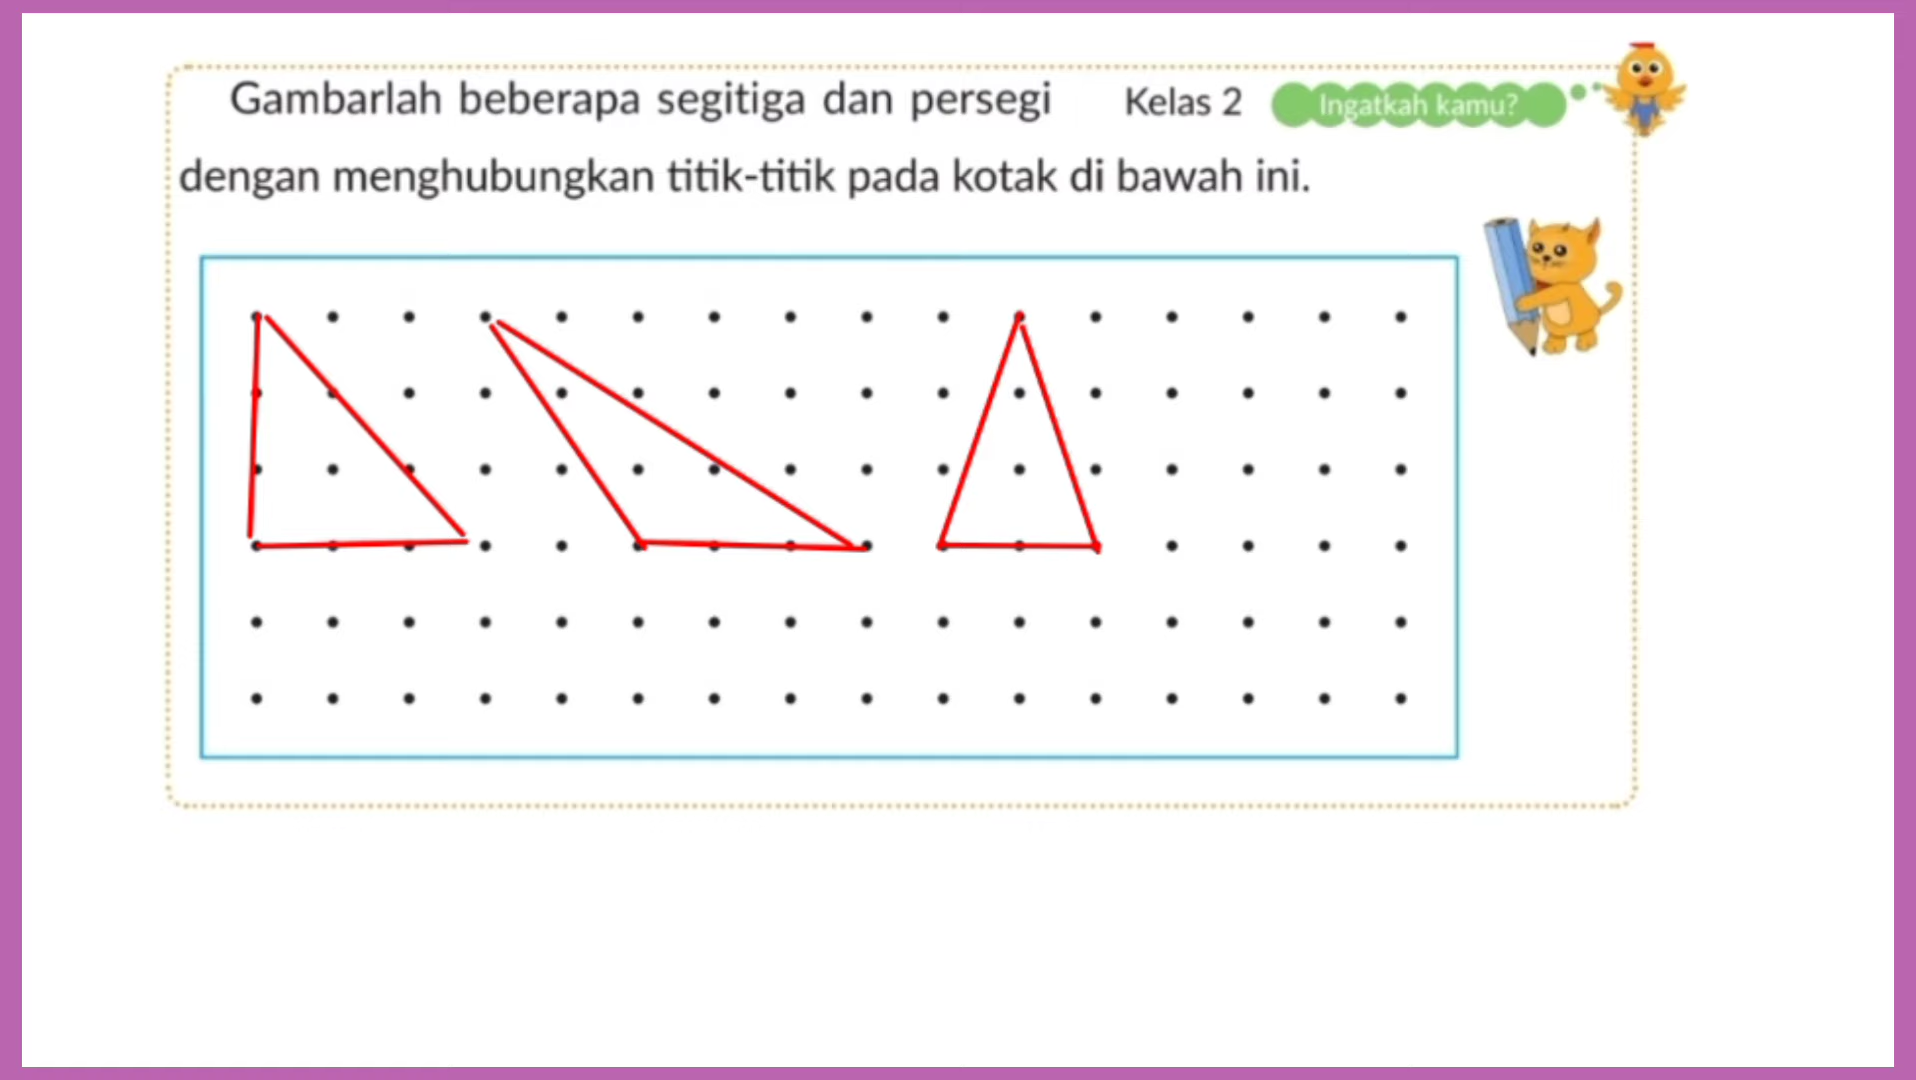 Gambarlah beberapa segitiga dan persegi Kelas 2 Ingatkah kamu?
dengan menghubungkan titik-titik pada kotak di bawah ini.